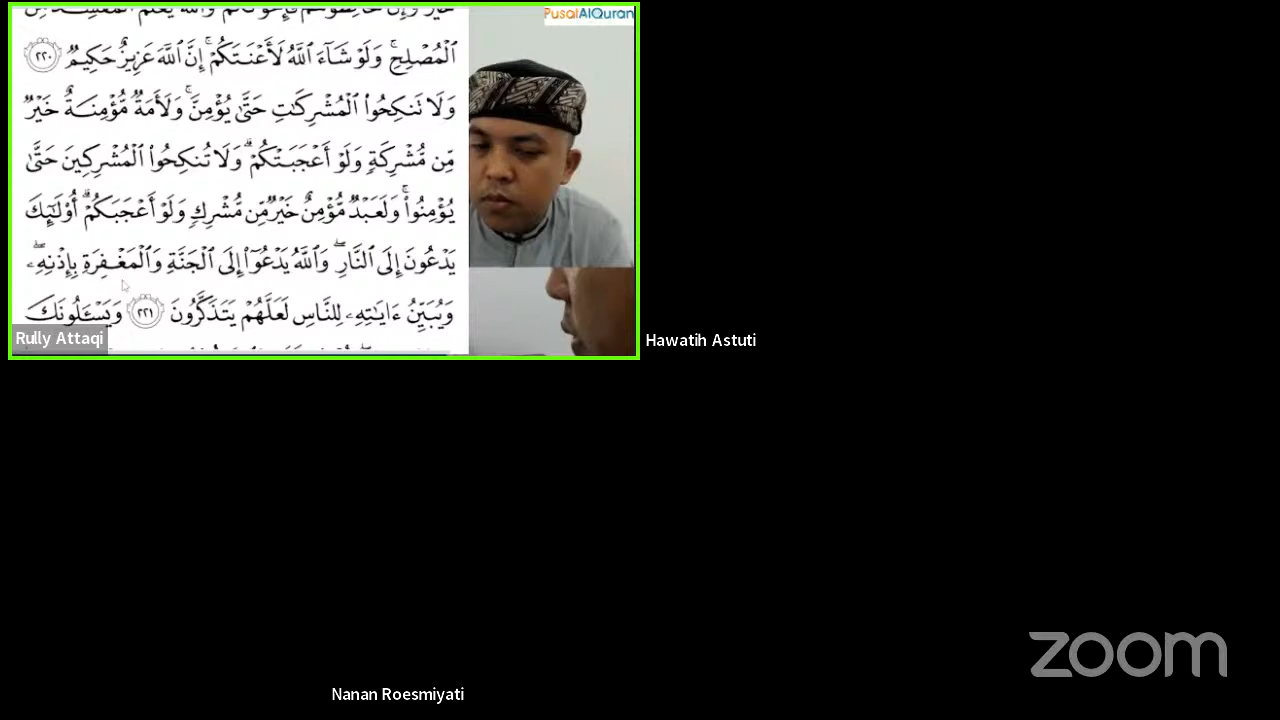 PusatAlQuran
ٱلْمُصْلِحِ ۚ وَلَوْ شَآءَ ٱللَّهُ لَأَعْنَتَكُمْ ۚ إِنَّ ٱللَّهَ عَزِيزٌ حَكِيمٌ ٢٢٠
وَلَا تَنكِحُوا۟ ٱلْمُشْرِكَٰتِ حَتَّىٰ يُؤْمِنَّ ۚ وَلَأَمَةٌ مُّؤْمِنَةٌ خَيْرٌ
مِّن مُّشْرِكَةٍ وَلَوْ أَعْجَبَتْكُمْ ۗ وَلَا تُنكِحُوا۟ ٱلْمُشْرِكِينَ حَتَّىٰ
يُؤْمِنُوا۟ ۚ وَلَعَبْدٌ مُّؤْمِنٌ خَيْرٌ مِّن مُّشْرِكٍ وَلَوْ أَعْجَبَكُمْ ۗ أُو۟لَٰٓئِكَ
يَدْعُونَ إِلَى ٱلنَّارِ ۖ وَٱللَّهُ يَدْعُوٓا۟ إِلَى ٱلْجَنَّةِ وَٱلْمَغْفِرَةِ بِإِذْنِهِۦ ۖ
وَيُبَيِّنُ ءَايَٰتِهِۦ لِلنَّاسِ لَعَلَّهُمْ يَتَذَكَّرُونَ ٢٢١ وَيَسْـَٔلُونَكَ
Rully Attaqi
Hawatih Astuti
zoom
Nanan Roesmiyati